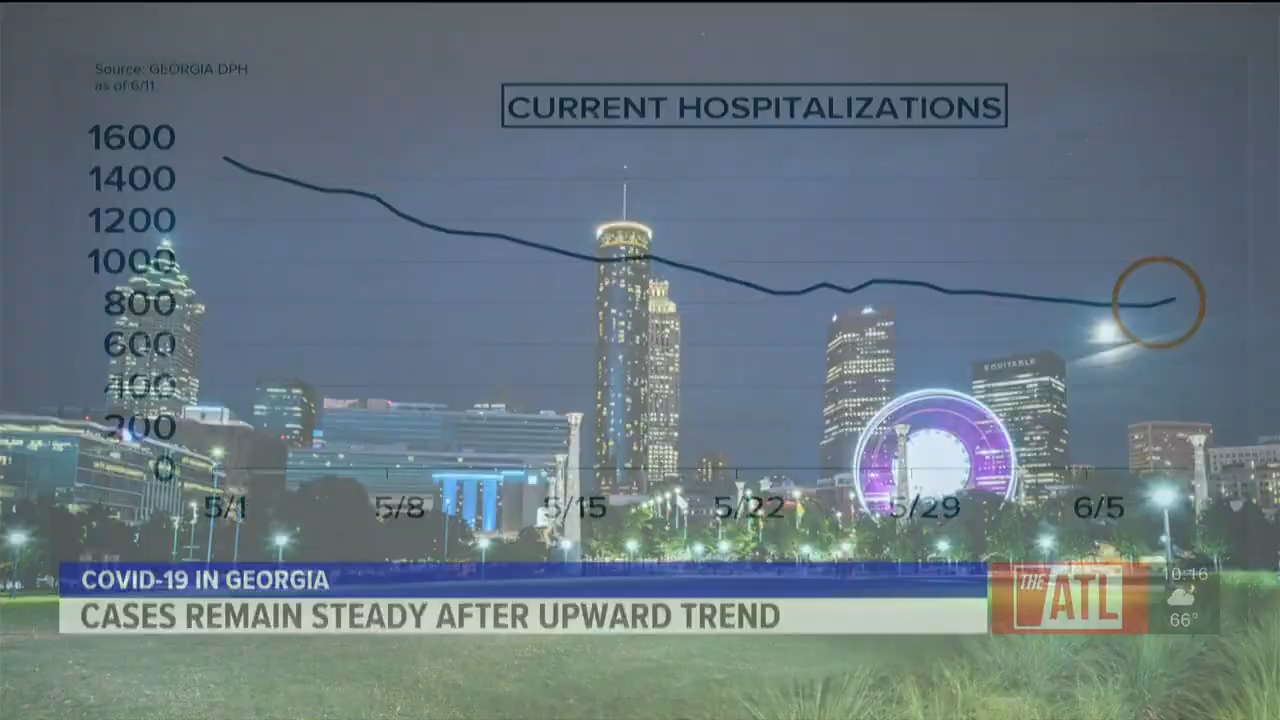 Source: GEORGIA DPH
as of 6/11
CURRENT HOSPITALIZATIONS
1600
1400
1200
1000
800
600
400
200
0
5/1 5/8 5/15 5/22 5/29 6/5
EQUITABLE
COVID-19 IN GEORGIA
CASES REMAIN STEADY AFTER UPWARD TREND
THE ATL
10:16
66°